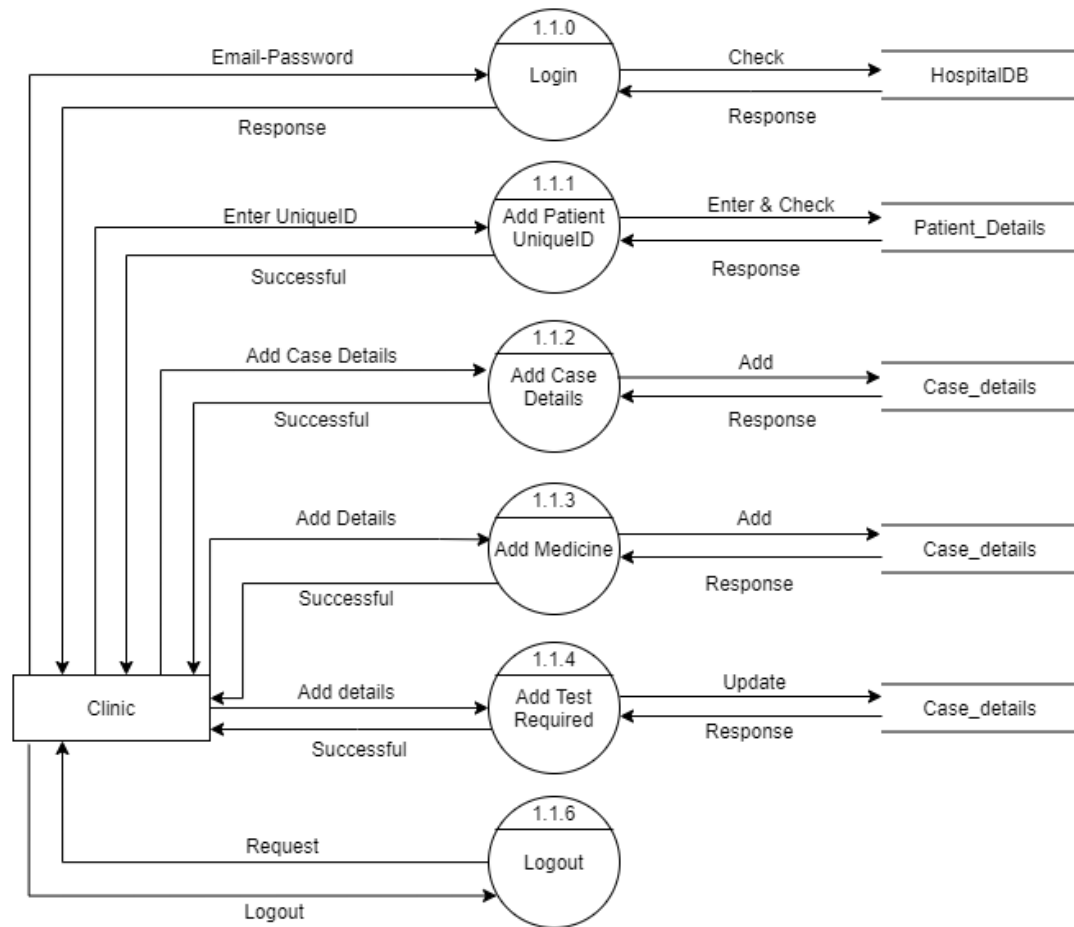 1.1.0
Email-Password
Check
Login
HospitalDB
Response
Response
1.1.1
Enter UniqueID
Enter & Check
Add Patient
UniqueID
Patient_Details
Successful
Response
1.1.2
Add Case Details
Add
Add Case
Details
Case_details
Successful
Response
1.1.3
Add Details
Add
Add Medicine
Case_details
Successful
Response
1.1.4
Add details
Update
Add Test
Required
Clinic
Case_details
Successful
Response
1.1.6
Request
Logout
Logout